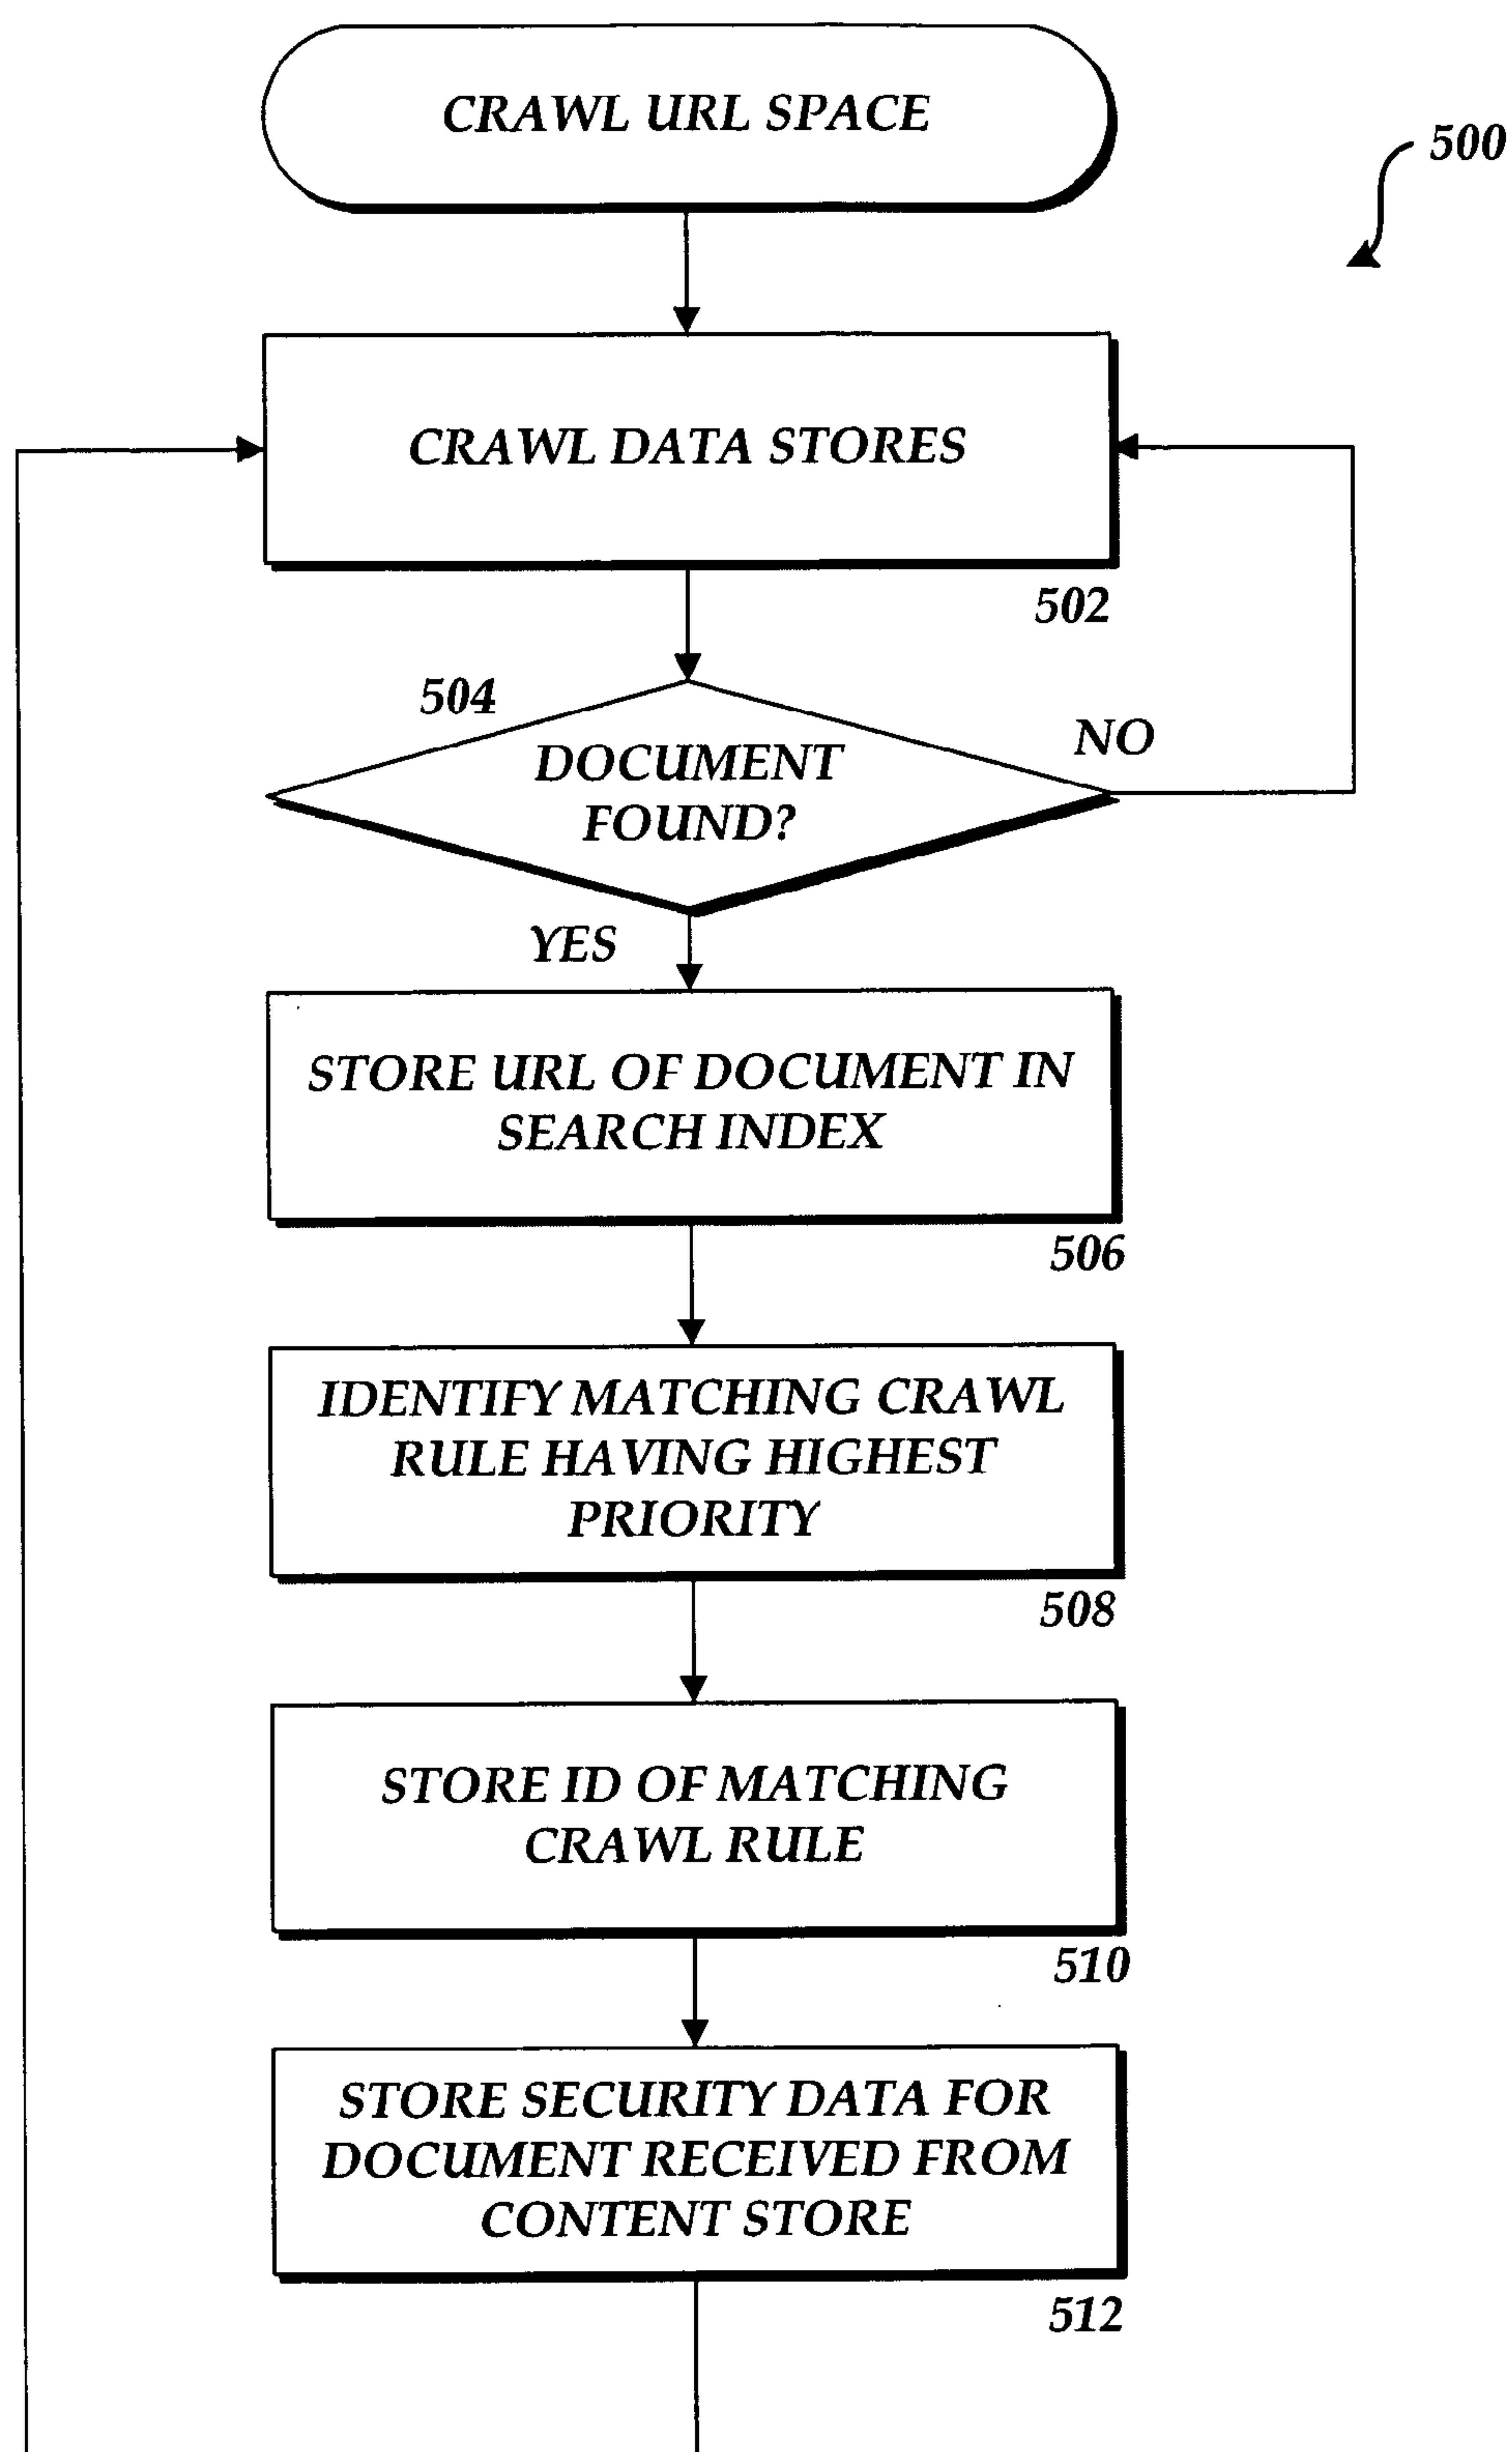 CRAWL URL SPACE
500
CRAWL DATA STORES
502
504
DOCUMENT
FOUND?
NO
YES
STORE URL OF DOCUMENT IN
SEARCH INDEX
506
IDENTIFY MATCHING CRAWL
RULE HAVING HIGHEST
PRIORITY
508
STORE ID OF MATCHING
CRAWL RULE
510
STORE SECURITY DATA FOR
DOCUMENT RECEIVED FROM
CONTENT STORE
512